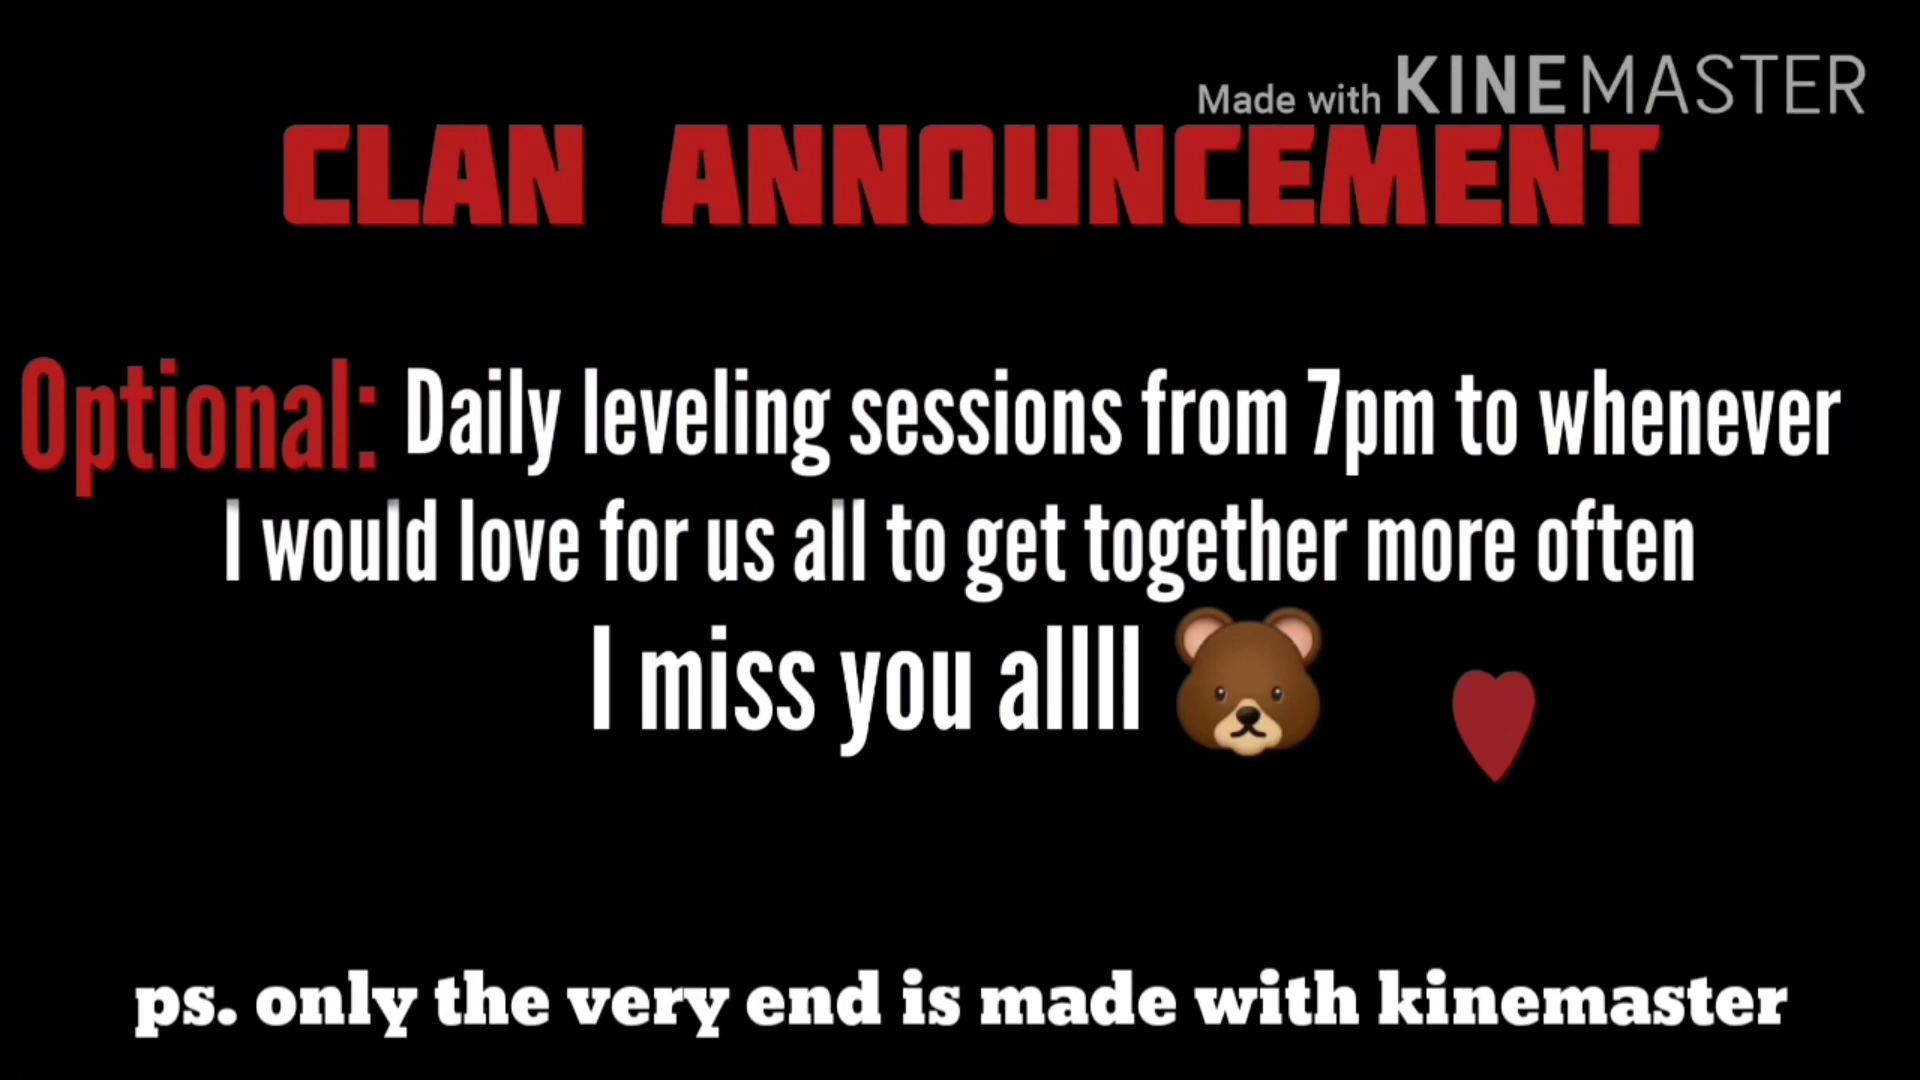 Made with KINEMASTER
CLAN ANNOUNCEMENT
Optional: Daily leveling sessions from 7pm to whenever
I would love for us all to get together more often
I miss you allll
ps. only the very end is made with kinemaster